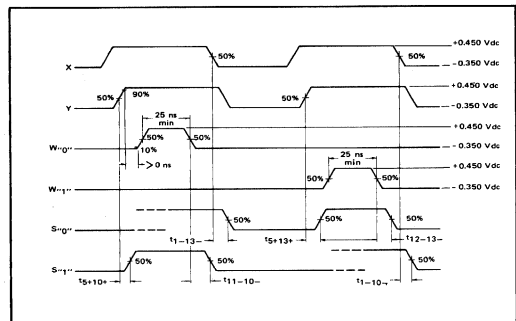 +0.450 Vdc
50%
X
-0.350 Vdc
+0.450 Vdc
50%
90%
50%
Y
-0.350 Vdc
25 ns
min
+0.450 Vdc
50%
50%
W"0"
10%
-0.350 Vdc
>0 ns
25 ns
min
+0.450 Vdc
50%
50%
W"1"
-0.350 Vdc
50%
50%
50%
S"0"
t1-13-
t5+13+
t12-13-
50%
50%
50%
S"1"
t5+10+
t11-10-
t1-10-